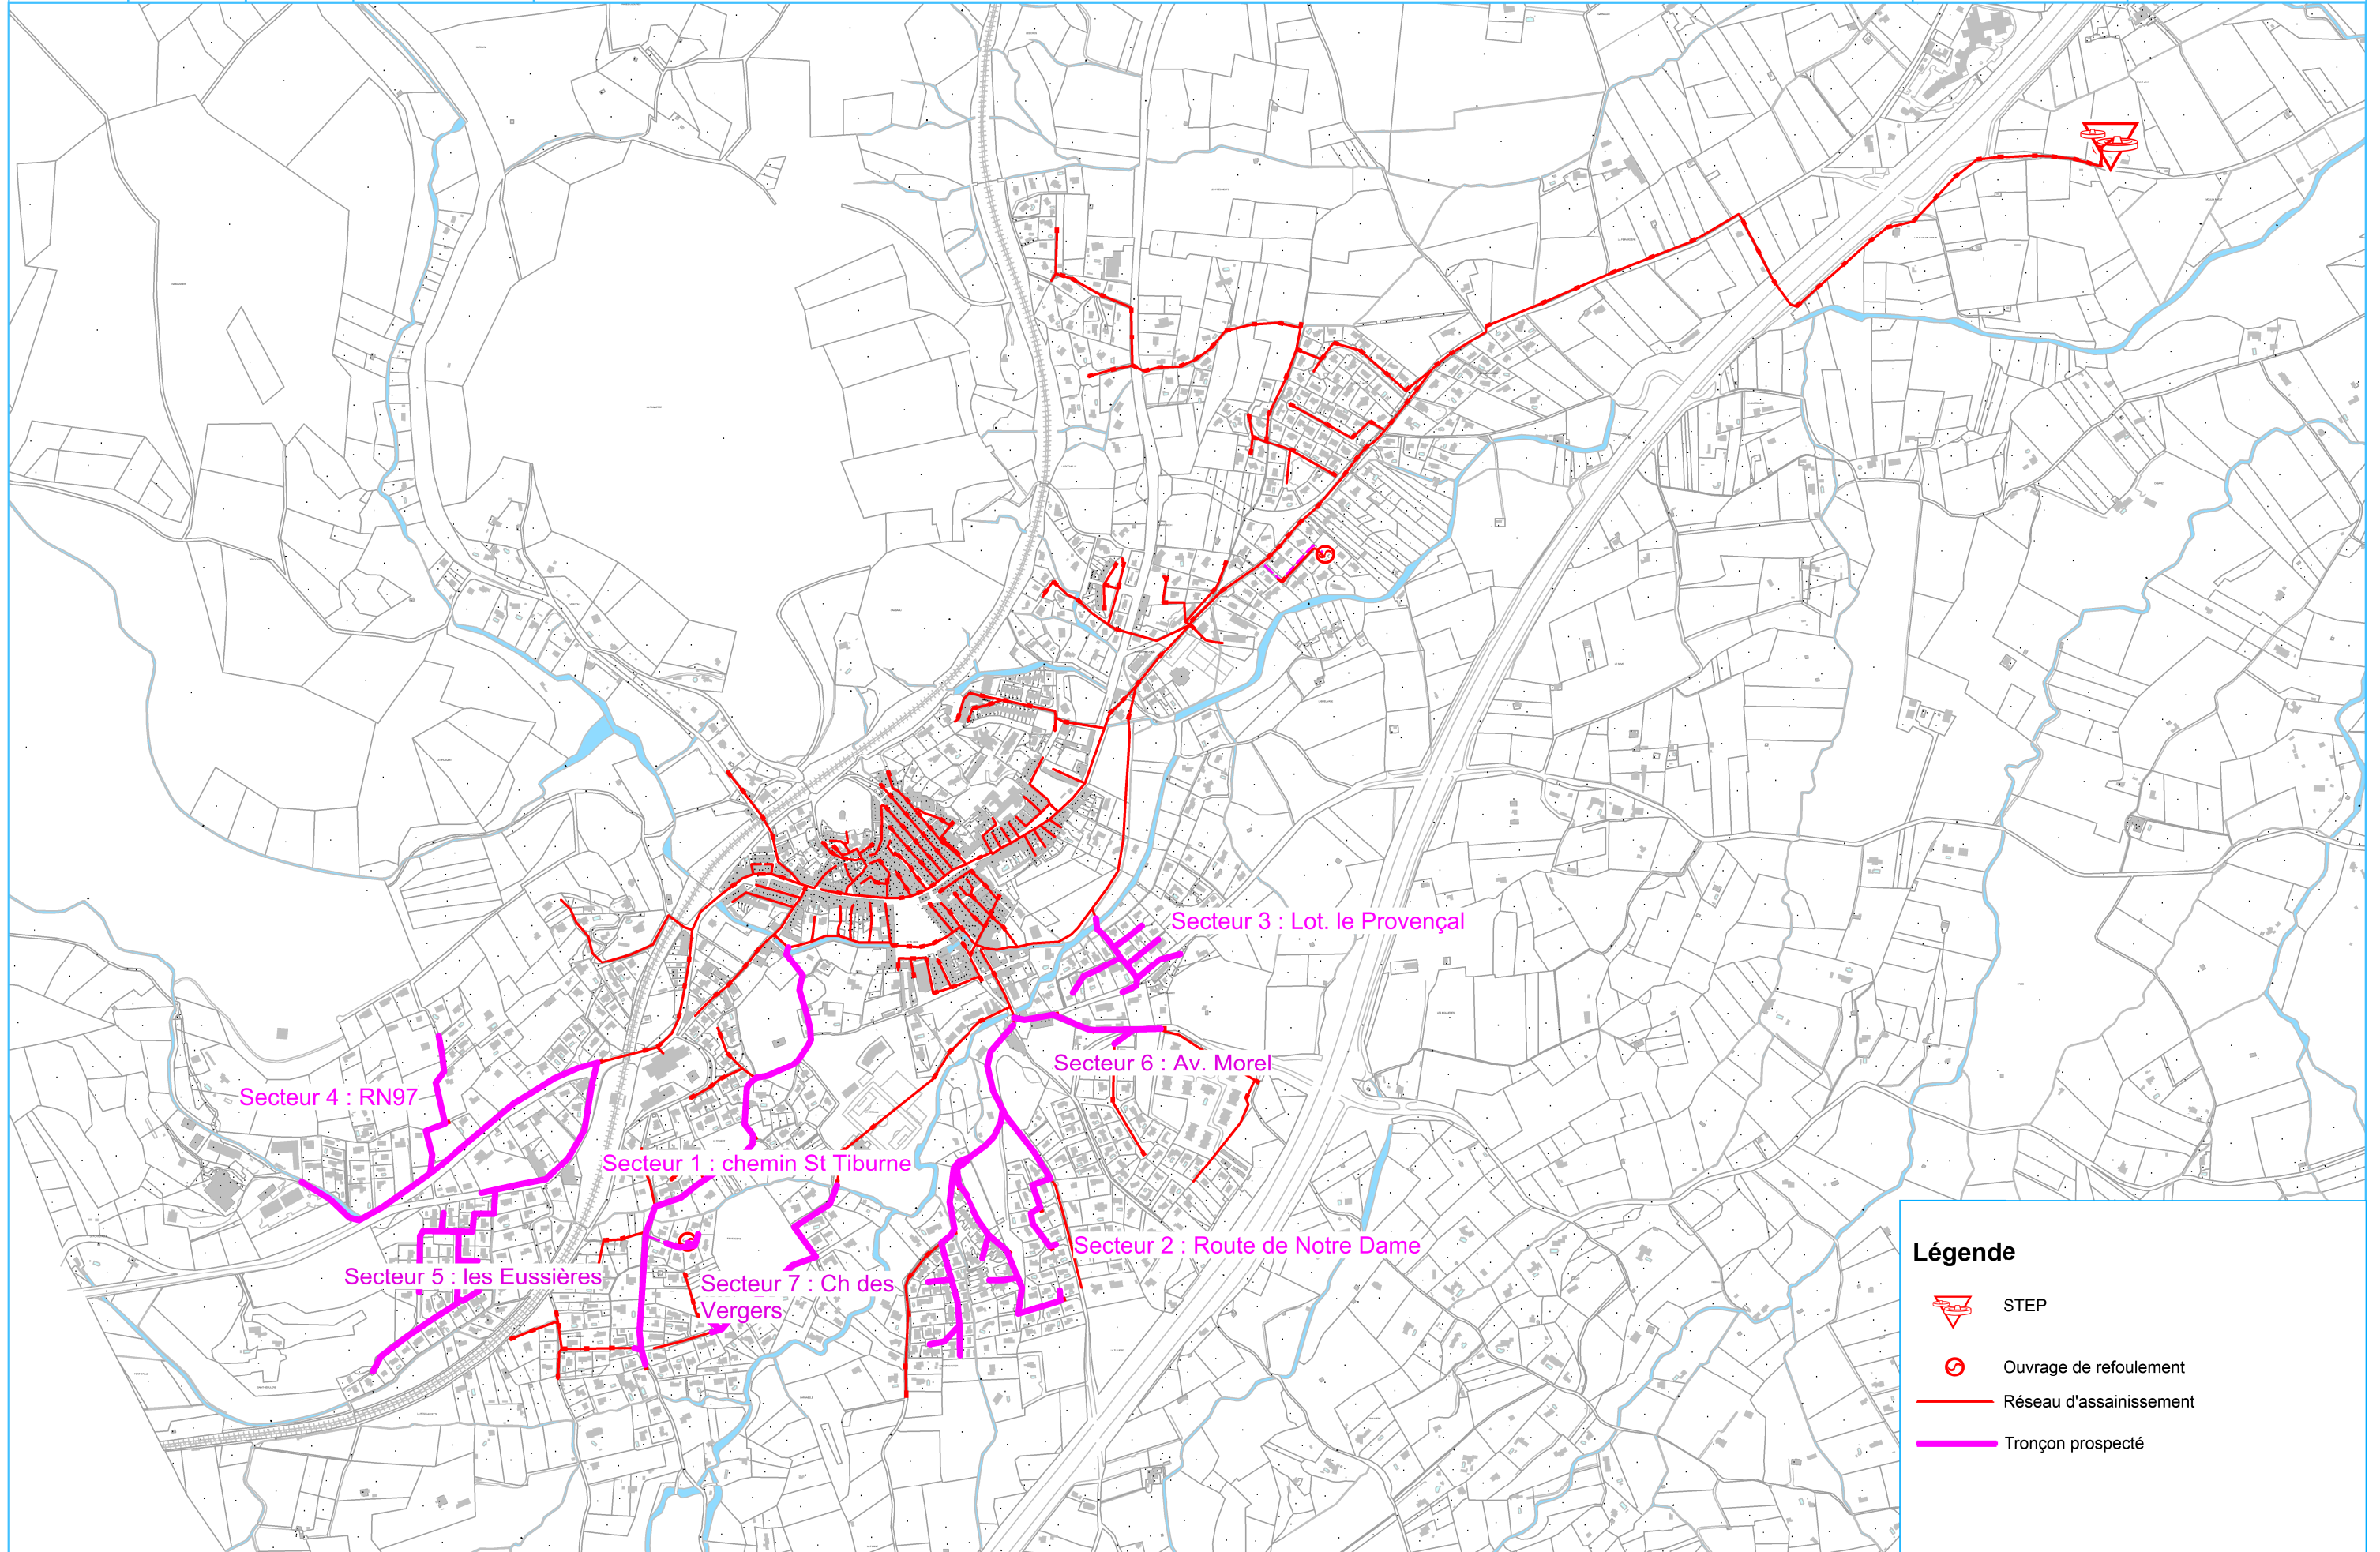 Secteur 3 : Lot. le Provençal
Secteur 6 : Av. Morel
Secteur 4 : RN97
Secteur 1 : chemin St Tiburne
Secteur 2 : Route de Notre Dame
Secteur 5 : les Eussières
Secteur 7 : Ch des
Vergers
Légende
STEP
Ouvrage de refoulement
Réseau d'assainissement
Tronçon prospecté